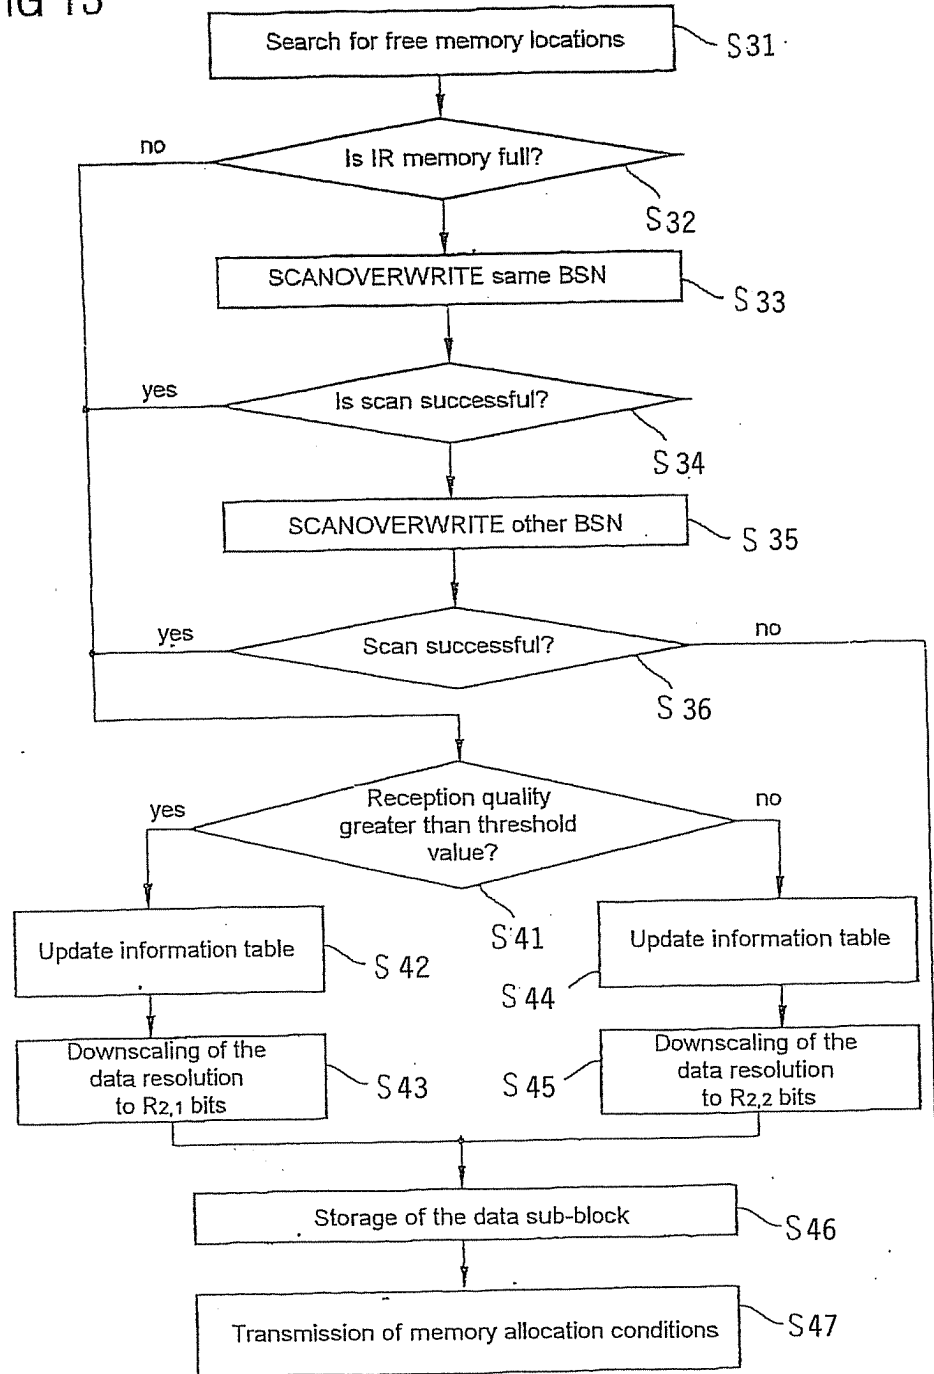 FIG 13
Search for free memory locations
S31
no
Is IR memory full?
S32
SCANOVERWRITE same BSN
S33
yes
Is scan successful?
S34
SCANOVERWRITE other BSN
S35
yes
Scan successful?
no
S36
yes
Reception quality
greater than threshold
value?
no
S41
Update information table
S42
Update information table
S44
Downscaling of the
data resolution
to R2,1 bits
S43
Downscaling of the
data resolution
to R2,2 bits
S45
Storage of the data sub-block
S46
Transmission of memory allocation conditions
S47